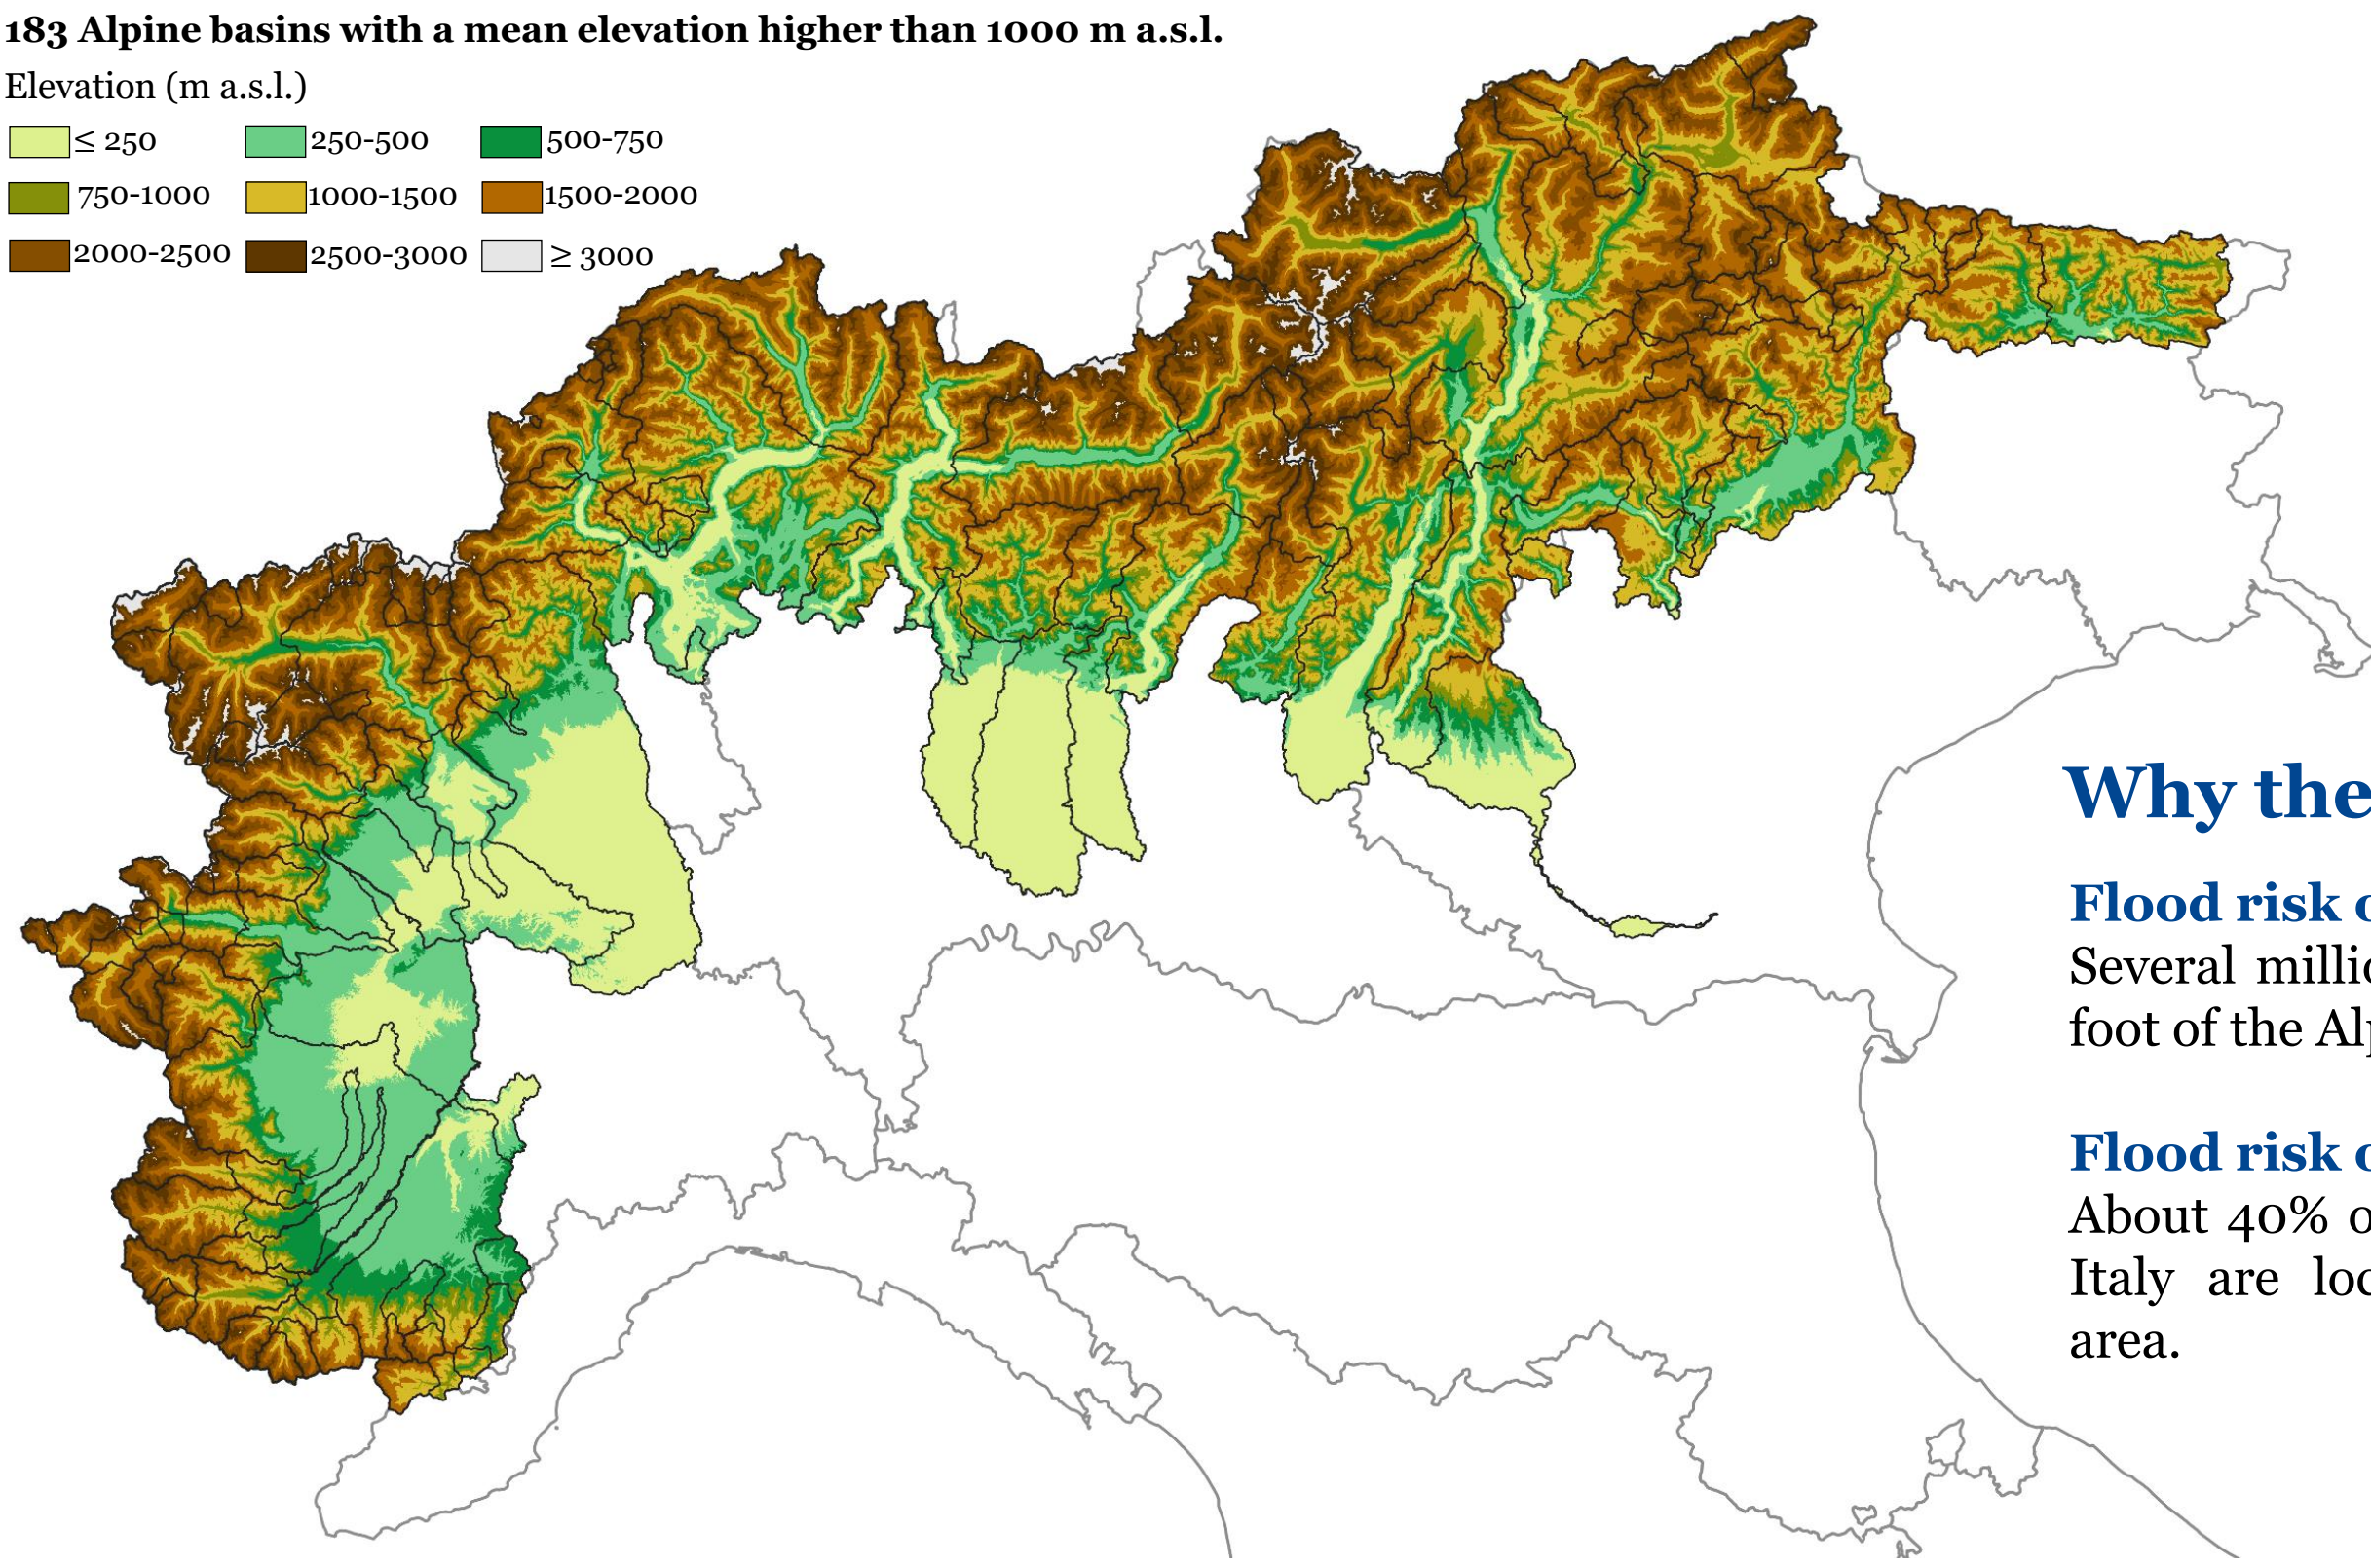 183 Alpine basins with a mean elevation higher than 1000 m a.s.l.
Elevation (m a.s.l.)
≤ 250 250-500 500-750
750-1000 1000-1500 1500-2000
2000-2500 2500-3000 ≥ 3000
Why the
Flood risk
Several
foot of the
Flood risk
About 40%
Italy are
area.